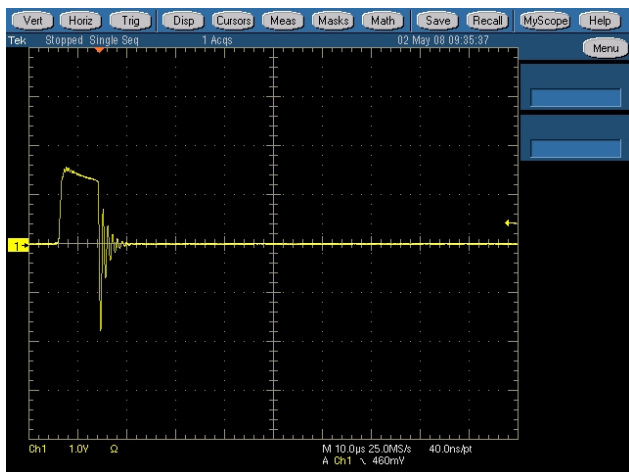 Vert Horiz Trig Disp Cursors Meas Masks Math Save Recall MyScope Help
Tek Stopped Single Seq 1 Acqs 02 May 08 09:35:37
Menu
1
Ch1 1.0V Ω M 10.0µs 25.0MS/s 40.0ns/pt
A Ch1 \ 460mV